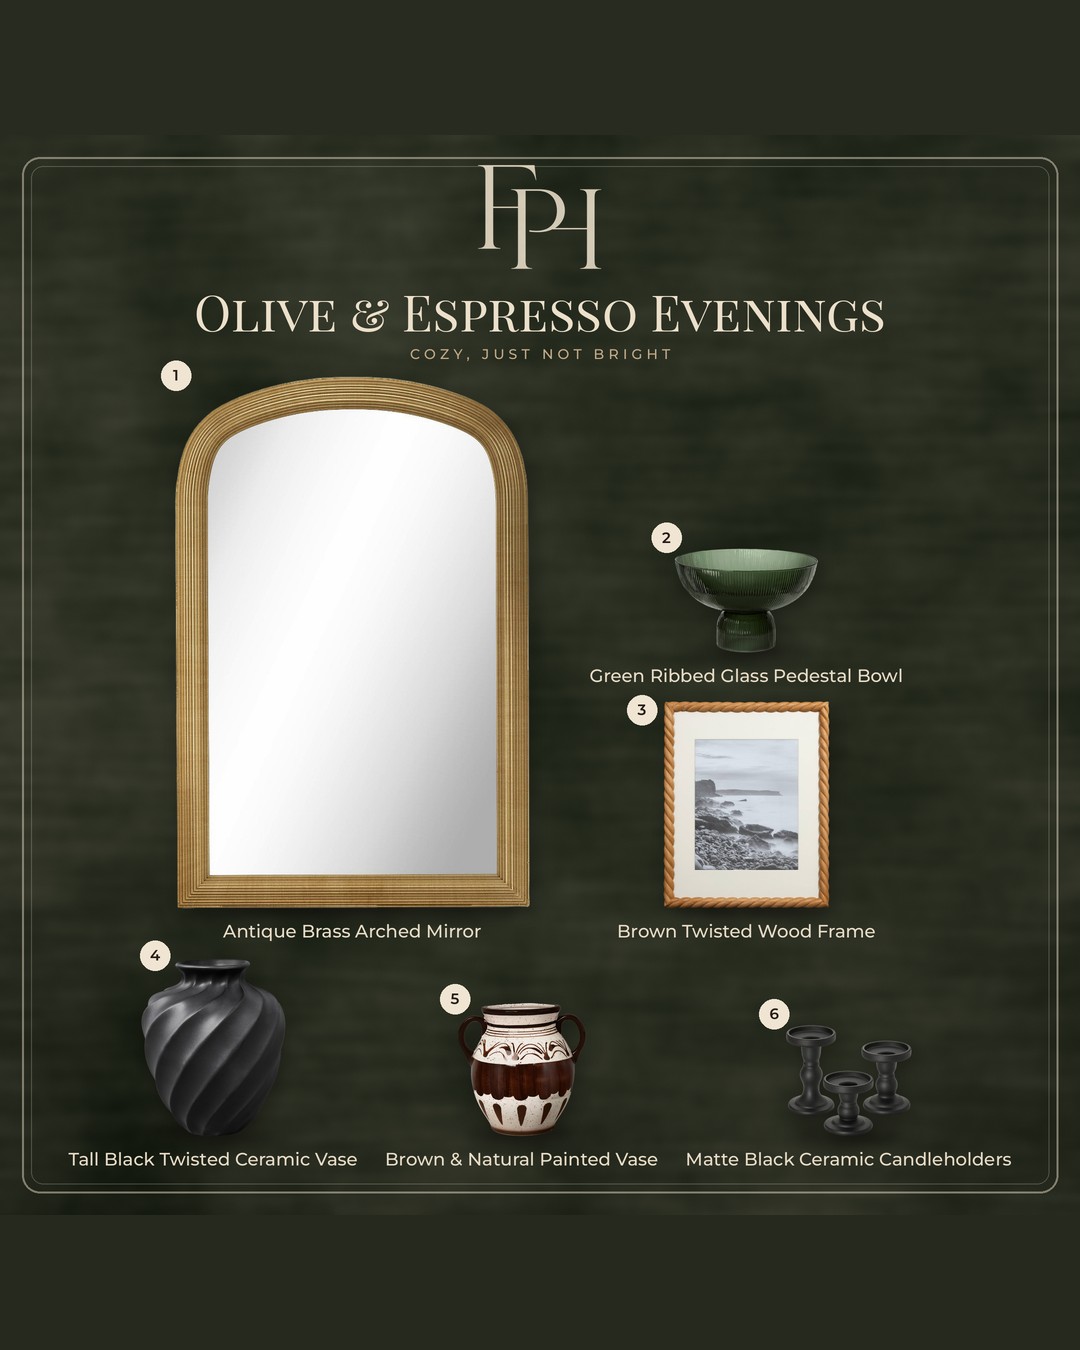 FPH
OLIVE & ESPRESSO EVENINGS
COZY, JUST NOT BRIGHT
1
2
Green Ribbed Glass Pedestal Bowl
3
Antique Brass Arched Mirror
Brown Twisted Wood Frame
4
5
6
Tall Black Twisted Ceramic Vase
Brown & Natural Painted Vase
Matte Black Ceramic Candleholders